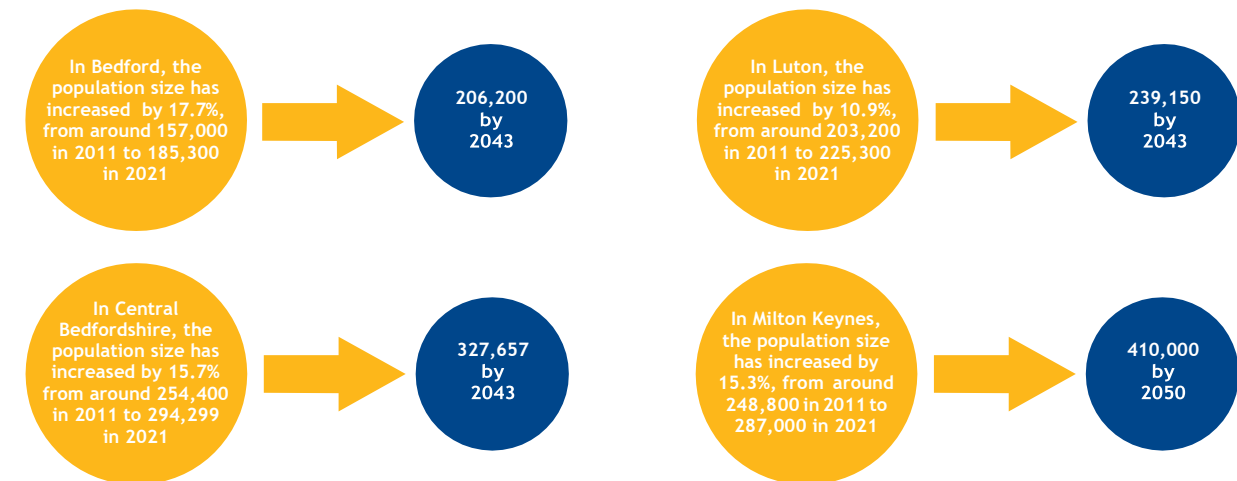 In Bedford, the
population size has
increased by 17.7%,
from around 157,000
in 2011 to 185,300
in 2021
206,200
by
2043
In Luton, the
population size has
increased by 10.9%,
from around 203,200
in 2011 to 225,300
in 2021
239,150
by
2043
In Central
Bedfordshire, the
population size has
increased by 15.7%
from around 254,400
in 2011 to 294,299
in 2021
327,657
by
2043
In Milton Keynes,
the population size
has increased by
15.3%, from around
248,800 in 2011 to
287,000 in 2021
410,000
by
2050